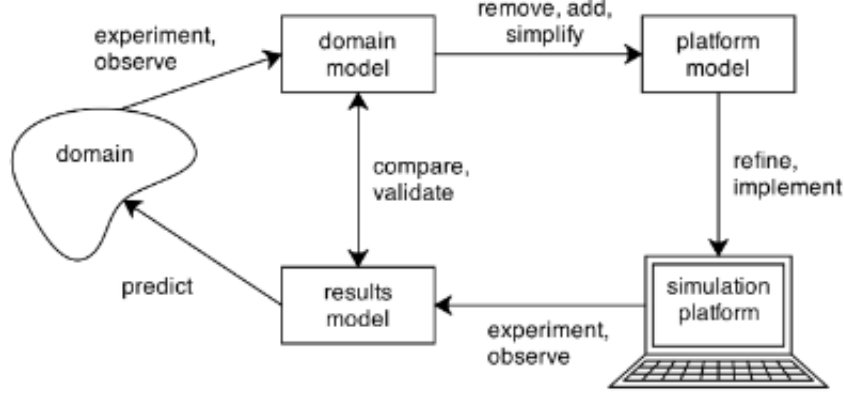 experiment,
observe
domain
model
remove, add,
simplify
platform
model
domain
compare,
validate
refine,
implement
predict
results
model
experiment,
observe
simulation
platform